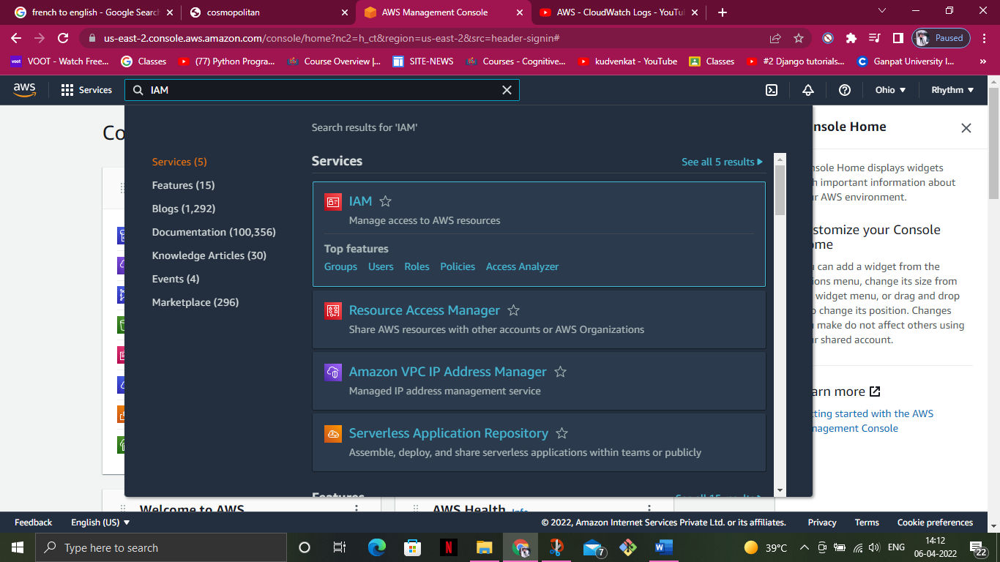 french to english - Google Search
cosmopolitan
AWS Management Console
AWS - CloudWatch Logs - YouTu
us-east-2.console.aws.amazon.com/console/home?nc2=h_ct&region=us-east-2&src=header-signin#
Paused
voot
VOOT - Watch Free...
Classes
(77) Python Progra...
Course Overview |...
SITE-NEWS
Courses - Cognitive...
kudvenkat - YouTube
Classes
#2 Django tutorials...
Ganpat University I...
»
aws
Services
IAM
Ohio
Rhythm
Co
Search results for 'IAM'
Services (5)
Features (15)
Blogs (1,292)
Documentation (100,356)
Knowledge Articles (30)
Events (4)
Marketplace (296)
Services
See all 5 results
IAM
Manage access to AWS resources
Top features
Groups Users Roles Policies Access Analyzer
Resource Access Manager
Share AWS resources with other accounts or AWS Organizations
Amazon VPC IP Address Manager
Managed IP address management service
Serverless Application Repository
Assemble, deploy, and share serverless applications within teams or publicly
Features
See all 15 results
nsole Home
nsole Home displays widgets
h important information about
r AWS environment.
stomize your Console
me
can add a widget from the
ions menu, change its size from
widget menu, or drag and drop
o change its position. Changes
make do not affect others using
r shared account.
arn more
ting started with the AWS
nagement Console
Welcome to AWS
AWS Health Info
Feedback
English (US)
© 2022, Amazon Internet Services Private Ltd. or its affiliates.
Privacy
Terms
Cookie preferences
Type here to search
7
39°C
ENG
14:12
06-04-2022
22